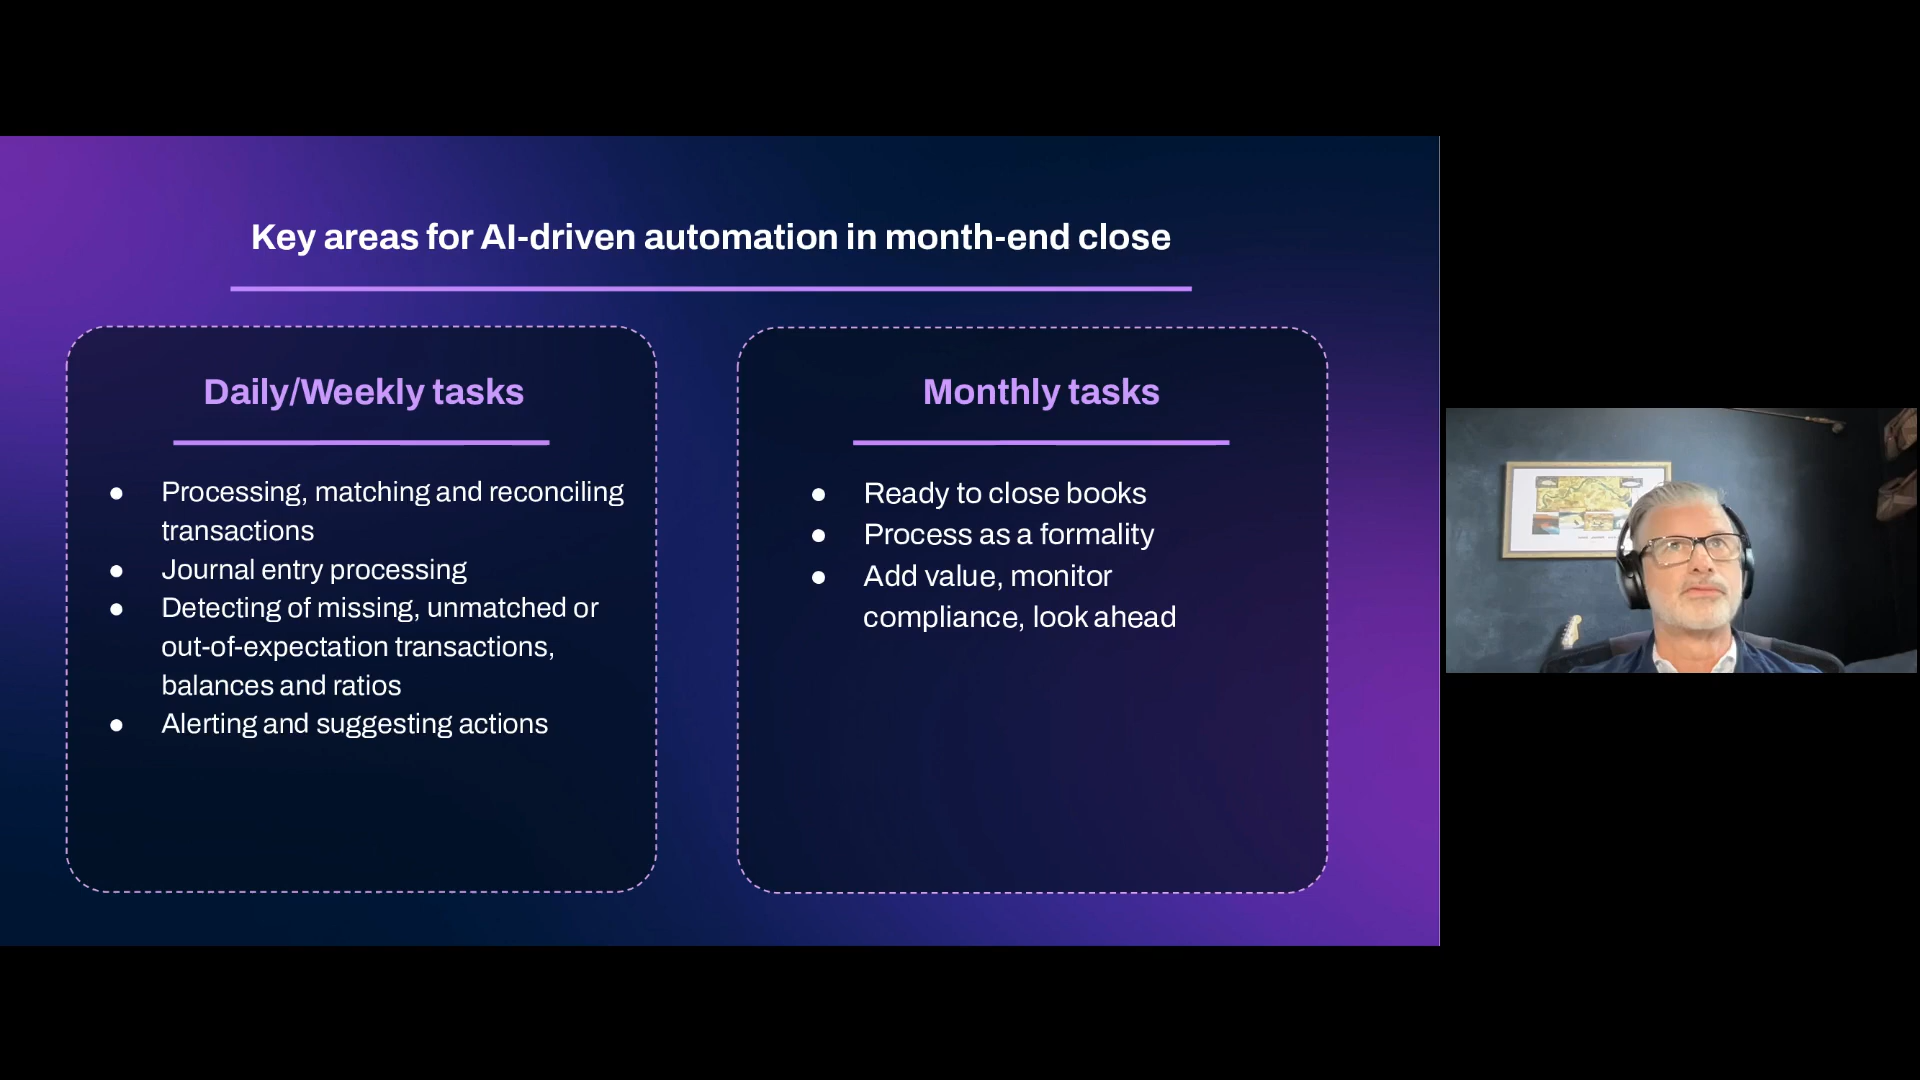 Key areas for AI-driven automation in month-end close
Daily/Weekly tasks
● Processing, matching and reconciling
transactions
● Journal entry processing
● Detecting of missing, unmatched or
out-of-expectation transactions,
balances and ratios
● Alerting and suggesting actions
Monthly tasks
● Ready to close books
● Process as a formality
● Add value, monitor
compliance, look ahead